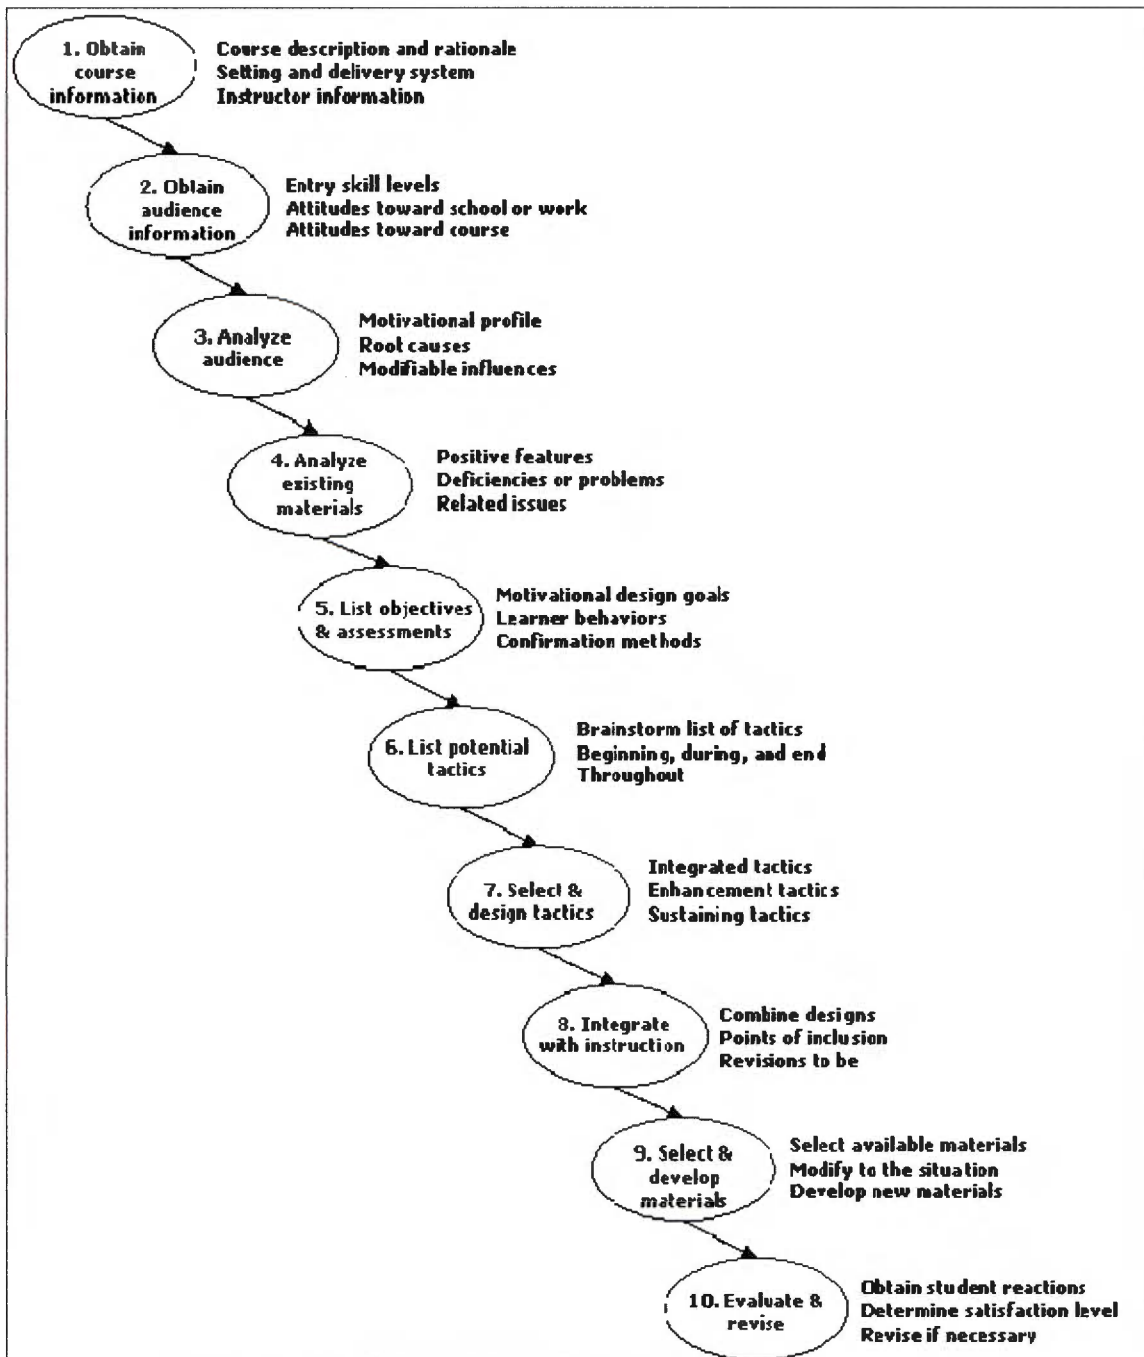 1. Obtain
course
information
Course description and rationale
Setting and delivery system
Instructor information
2. Obtain
audience
information
Entry skill levels
Attitudes toward school or work
Attitudes toward course
3. Analyze
audience
Motivational profile
Root causes
Modifiable influences
4. Analyze
existing
materials
Positive features
Deficiencies or problems
Related issues
5. List objectives
& assessments
Motivational design goals
Learner behaviors
Confirmation methods
6. List potential
tactics
Brainstorm list of tactics
Beginning, during, and end
Throughout
7. Select &
design tactics
Integrated tactics
Enhancement tactics
Sustaining tactics
8. Integrate
with instruction
Combine designs
Points of inclusion
Revisions to be
9. Select &
develop
materials
Select available materials
Modify to the situation
Develop new materials
10. Evaluate &
revise
Obtain student reactions
Determine satisfaction level
Revise if necessary